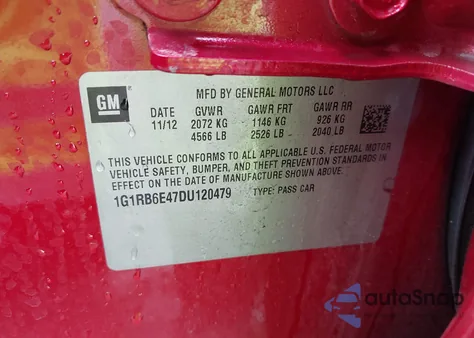 GM
MFD BY GENERAL MOTORS LLC
DATE GVWR GAWR FRT GAWR RR
11/12 2072 KG 1146 KG 926 KG
4566 LB 2526 LB 2040 LB
THIS VEHICLE CONFORMS TO ALL APPLICABLE U.S. FEDERAL MOTOR
VEHICLE SAFETY, BUMPER, AND THEFT PREVENTION STANDARDS IN
EFFECT ON THE DATE OF MANUFACTURE SHOWN ABOVE.
1G1RB6E47DU120479 TYPE: PASS CAR
autoSnap